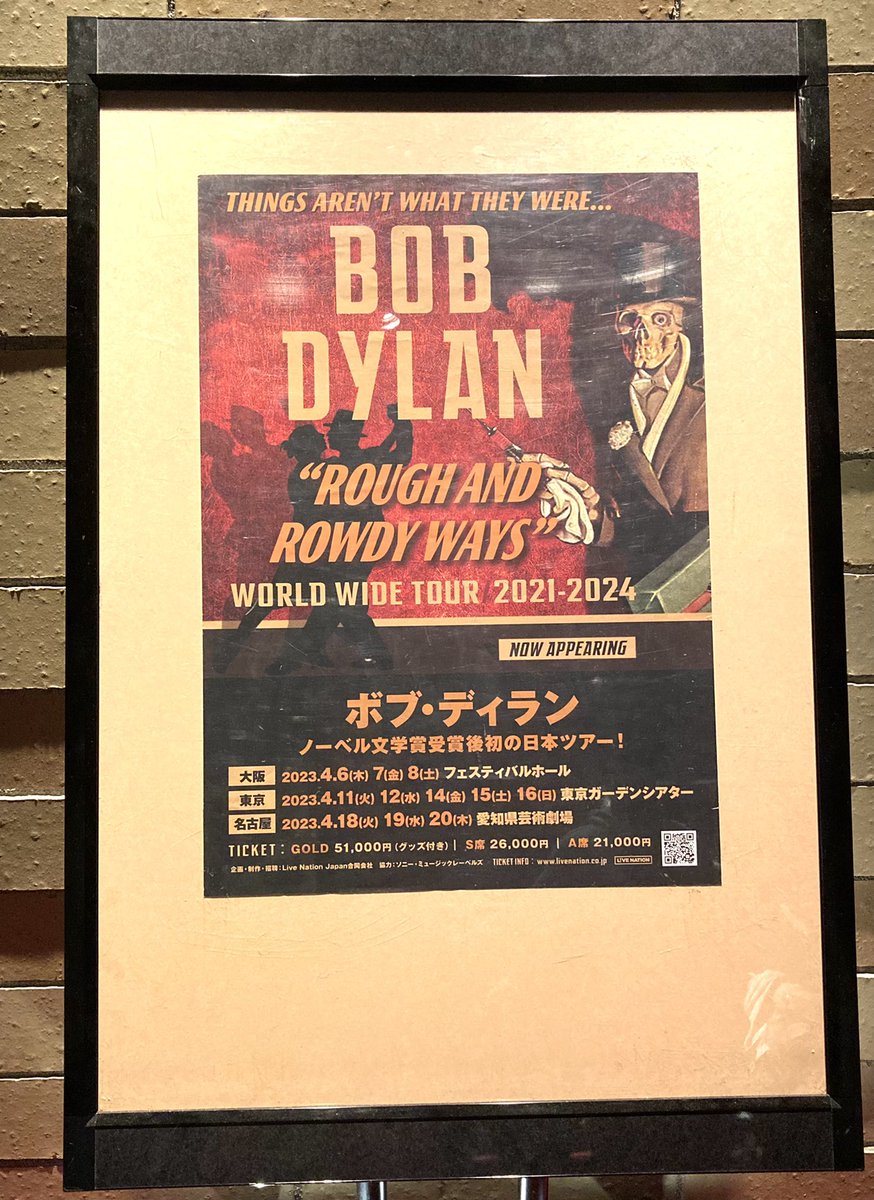 THINGS AREN'T WHAT THEY WERE...
BOB
DYLAN
"ROUGH AND
ROWDY WAYS"
WORLD WIDE TOUR 2021-2024
NOW APPEARING
ボブ・ディラン
ノーベル文学賞受賞後初の日本ツアー！
大阪 2023.4.6(木) 7(金) 8(土) フェスティバルホール
東京 2023.4.11(火) 12(水) 14(金) 15(土) 16(日) 東京ガーデンシアター
名古屋 2023.4.18(火) 19(水) 20(木) 愛知県芸術劇場
TICKET： GOLD 51,000円(グッズ付き)｜ S席 26,000円 ｜ A席 21,000円
企画・制作・招聘：Live Nation Japan合同会社 協力：ソニー・ミュージックレーベルズ TICKET INFO：www.livenation.co.jp LIVE NATION